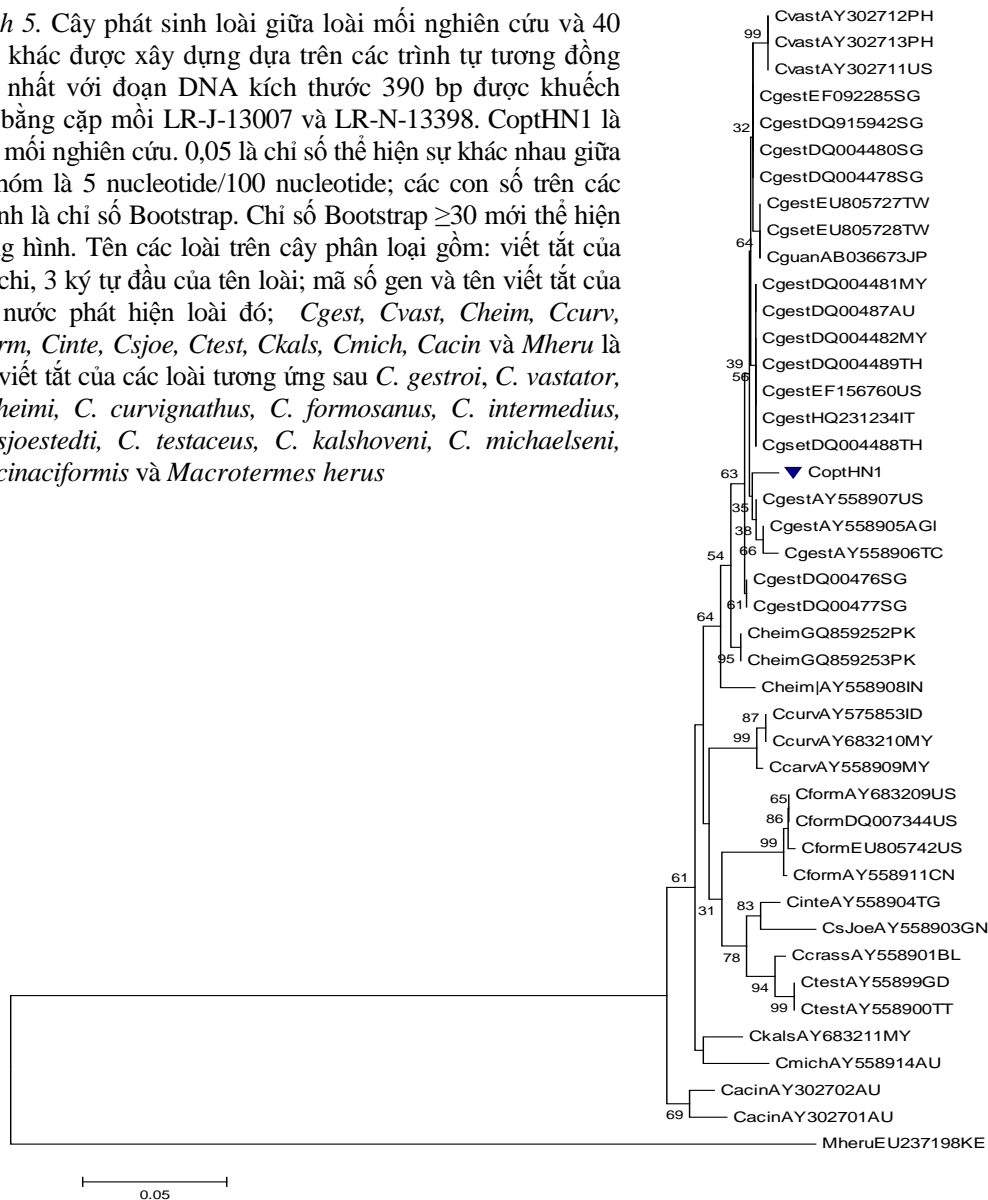 h 5. Cây phát sinh loài giữa loài mối nghiên cứu và 40
khác được xây dựng dựa trên các trình tự tương đồng
nhất với đoạn DNA kích thước 390 bp được khuếch
bằng cặp mồi LR-J-13007 và LR-N-13398. CoptHN1 là
mối nghiên cứu. 0,05 là chỉ số thể hiện sự khác nhau giữa
hóm là 5 nucleotide/100 nucleotide; các con số trên các
nh là chỉ số Bootstrap. Chỉ số Bootstrap ≥30 mới thể hiện
g hình. Tên các loài trên cây phân loại gồm: viết tắt của
chi, 3 ký tự đầu của tên loài; mã số gen và tên viết tắt của
nước phát hiện loài đó; Cgest, Cvast, Cheim, Ccurv,
rm, Cinte, Csjoe, Ctest, Ckals, Cmich, Cacin và Mheru là
viết tắt của các loài tương ứng sau C. gestroi, C. vastator,
heimi, C. curvignathus, C. formosanus, C. intermedius,
sjoestedti, C. testaceus, C. kalshoveni, C. michaelseni,
cinaciformis và Macrotermes herus
CvastAY302712PH
99
CvastAY302713PH
CvastAY302711US
CgestEF092285SG
32
CgestDQ915942SG
CgestDQ004480SG
CgestDQ004478SG
CgestEU805727TW
CgsetEU805728TW
64
CguanAB036673JP
CgestDQ004481MY
CgestDQ00487AU
CgestDQ004482MY
39
CgestDQ004489TH
56
CgestEF156760US
CgestHQ231234IT
CgsetDQ004488TH
63
CoptHN1
CgestAY558907US
35
CgestAY558905AGI
38
66
CgestAY558906TC
54
CgestDQ00476SG
61
CgestDQ00477SG
64
CheimGQ859252PK
95
CheimGQ859253PK
Cheim|AY558908IN
87
CcurvAY575853ID
99
CcurvAY683210MY
CcarvAY558909MY
65
CformAY683209US
86
CformDQ007344US
99
CformEU805742US
CformAY558911CN
61
31
83
CinteAY558904TG
CsJoeAY558903GN
78
CcrassAY558901BL
94
CtestAY55899GD
99
CtestAY558900TT
CkalsAY683211MY
CmichAY558914AU
CacinAY302702AU
69
CacinAY302701AU
MheruEU237198KE
0.05